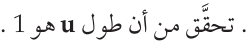 . تحقَّق من أن طول u هو 1 .